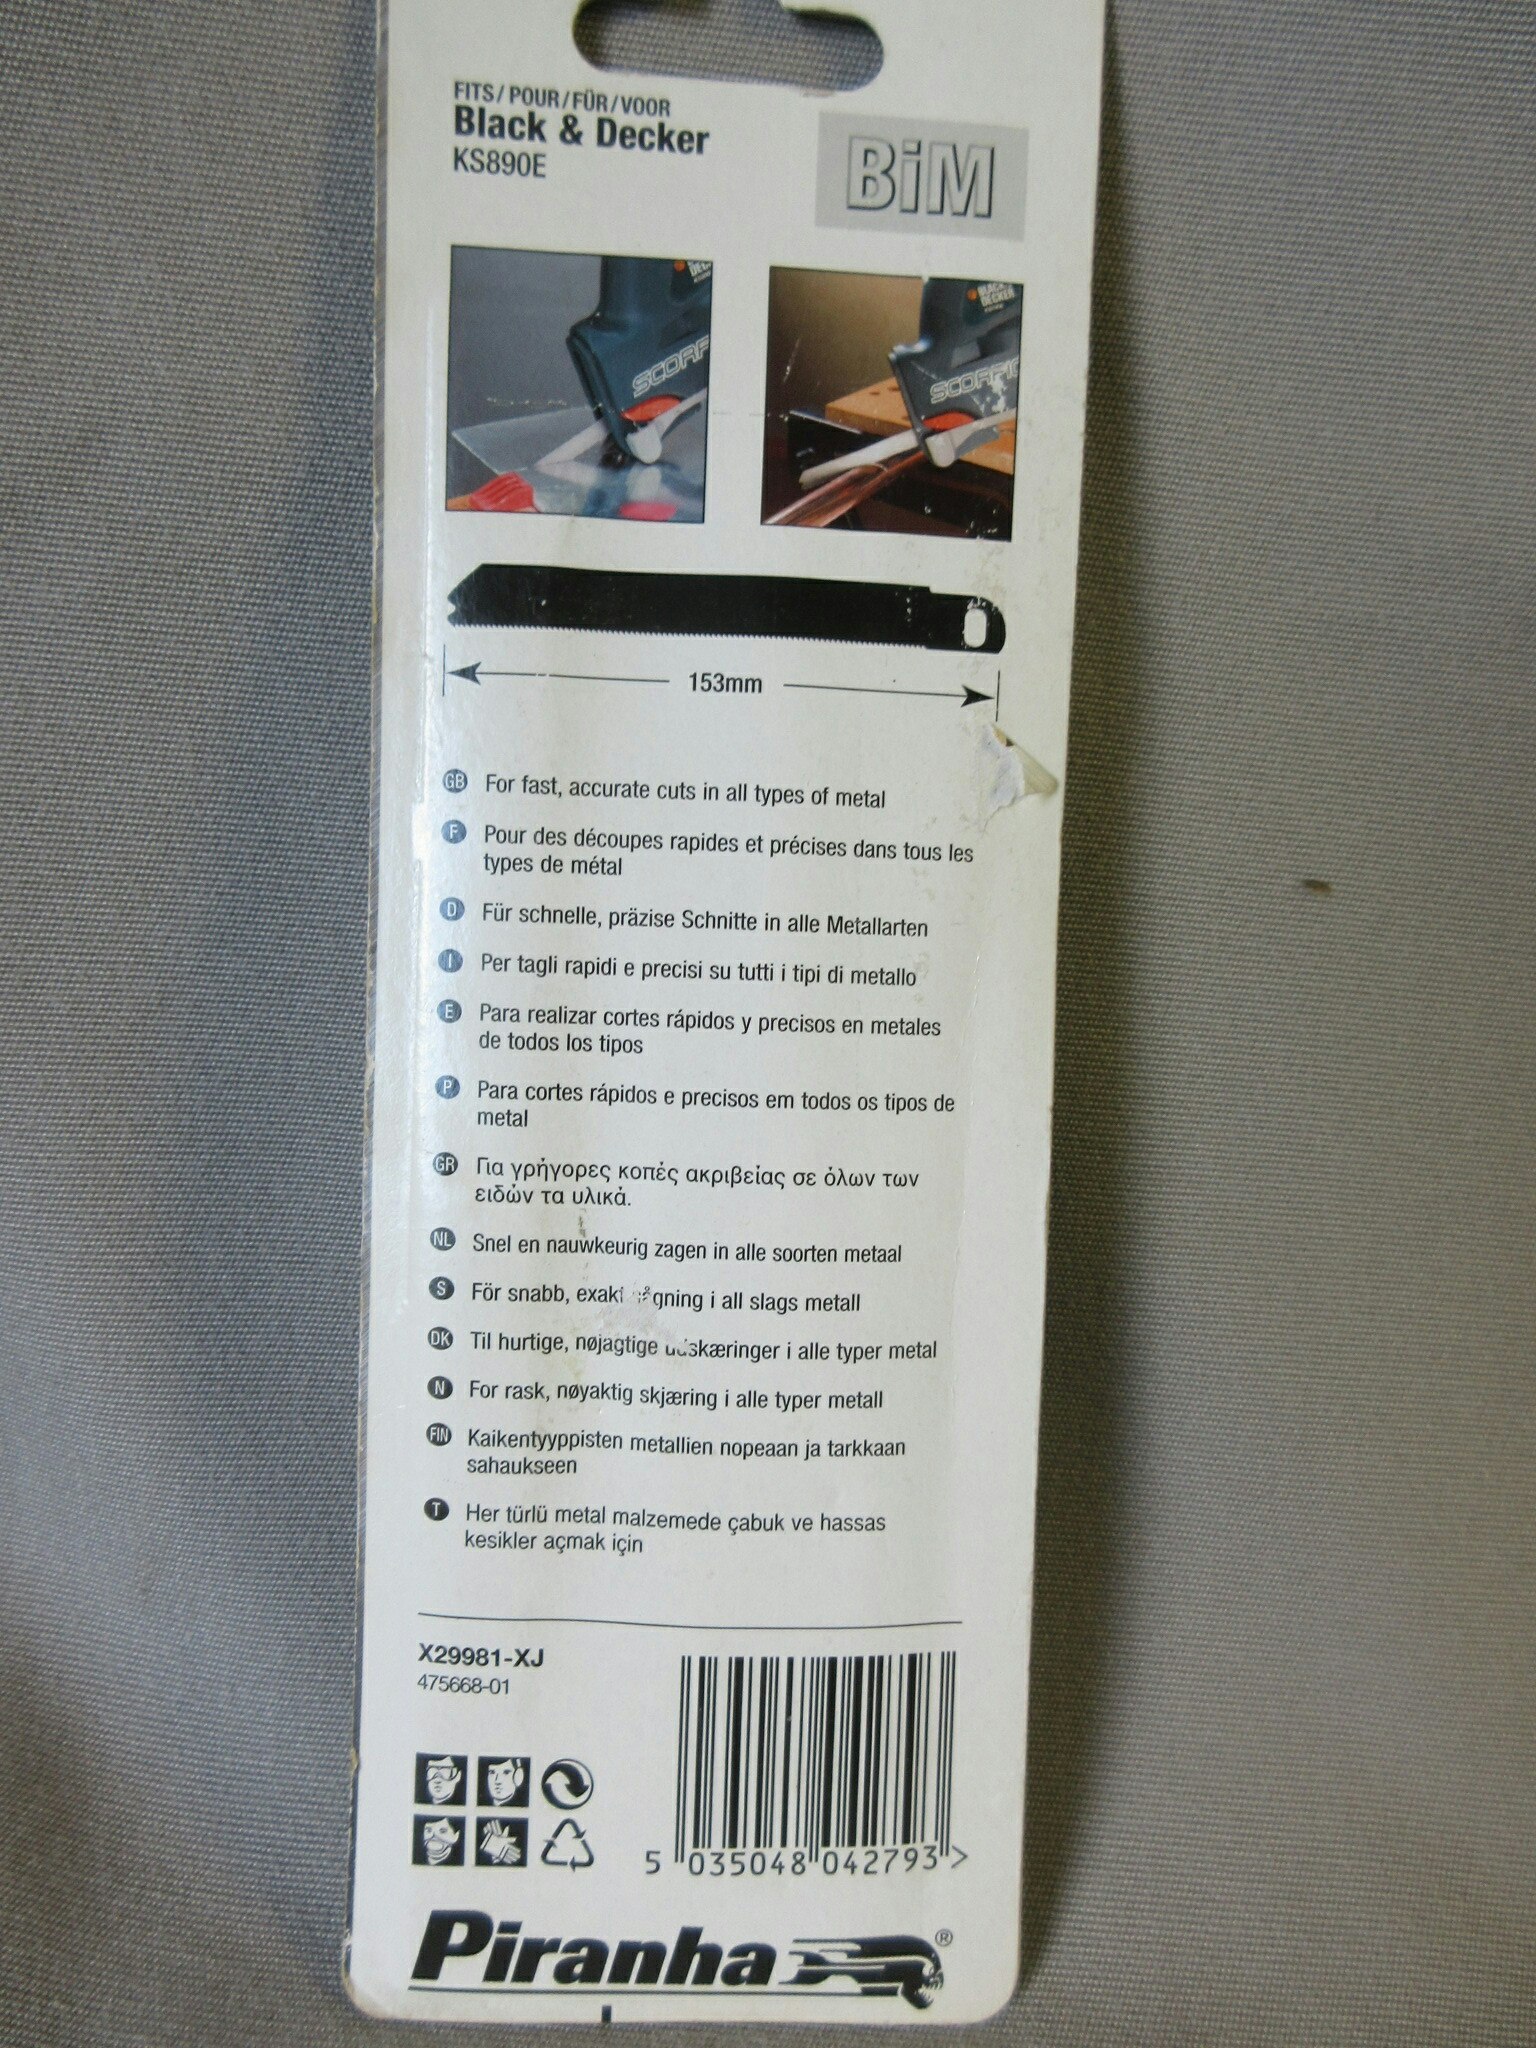 FITS/POUR/FÜR/VOOR
Black & Decker
KS890E
BiM
SCORP
BLACK&
DECKER
SCORPIO
153mm
GB For fast, accurate cuts in all types of metal
F Pour des découpes rapides et précises dans tous les
types de métal
D Für schnelle, präzise Schnitte in alle Metallarten
I Per tagli rapidi e precisi su tutti i tipi di metallo
E Para realizar cortes rápidos y precisos en metales
de todos los tipos
P Para cortes rápidos e precisos em todos os tipos de
metal
GR Για γρήγορες κοπές ακριβείας σε όλων των
ειδών τα υλικά.
NL Snel en nauwkeurig zagen in alle soorten metaal
S För snabb, exakt i all slags metall
DK Til hurtige, nøjagtige i alle typer metal
N For rask, nøyaktig skjæring i alle typer metall
FIN Kaikentyyppisten metallien nopeaan ja tarkkaan
sahaukseen
T Her türlü metal malzemede çabuk ve hassas
kesikler açmak için
X29981-XJ
475668-01
5 035048 042793 >
Piranha ®